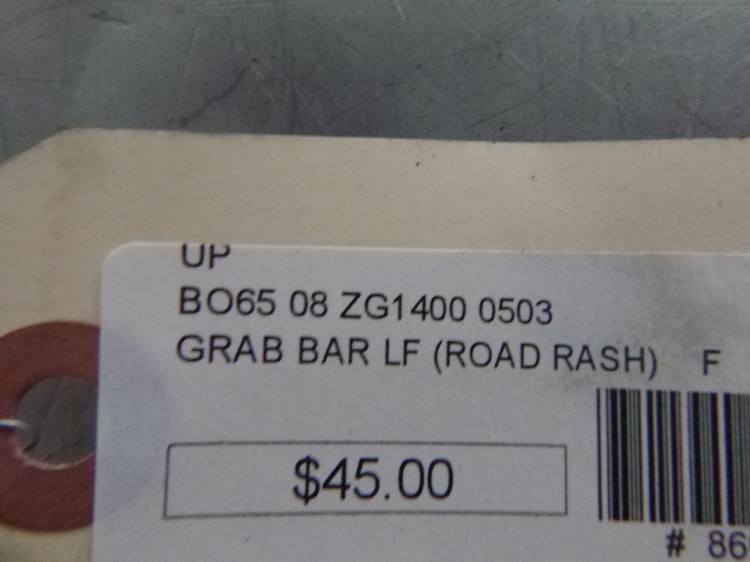 UP
BO65 08 ZG1400 0503
GRAB BAR LF (ROAD RASH) F
$45.00
# 86